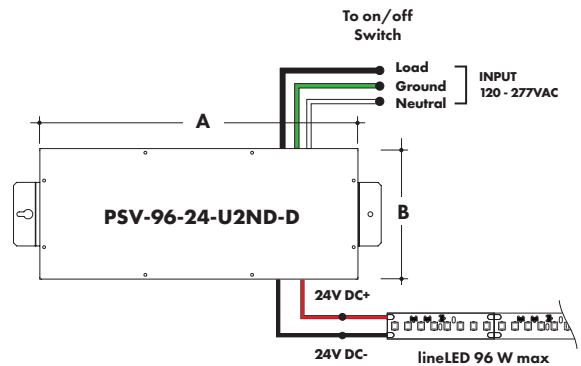 To on/off
Switch
Load
Ground
Neutral
INPUT
120 - 277VAC
A
PSV-96-24-U2ND-D
B
24V DC+
24V DC-
lineLED 96 W max